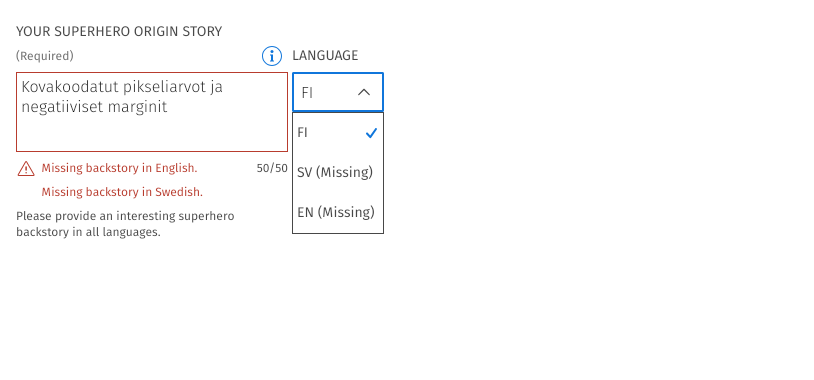 YOUR SUPERHERO ORIGIN STORY
(Required)
LANGUAGE
Kovakoodatut pikseliarvot ja
negatiiviset marginit
FI
FI
SV (Missing)
EN (Missing)
Missing backstory in English.
50/50
Missing backstory in Swedish.
Please provide an interesting superhero
backstory in all languages.